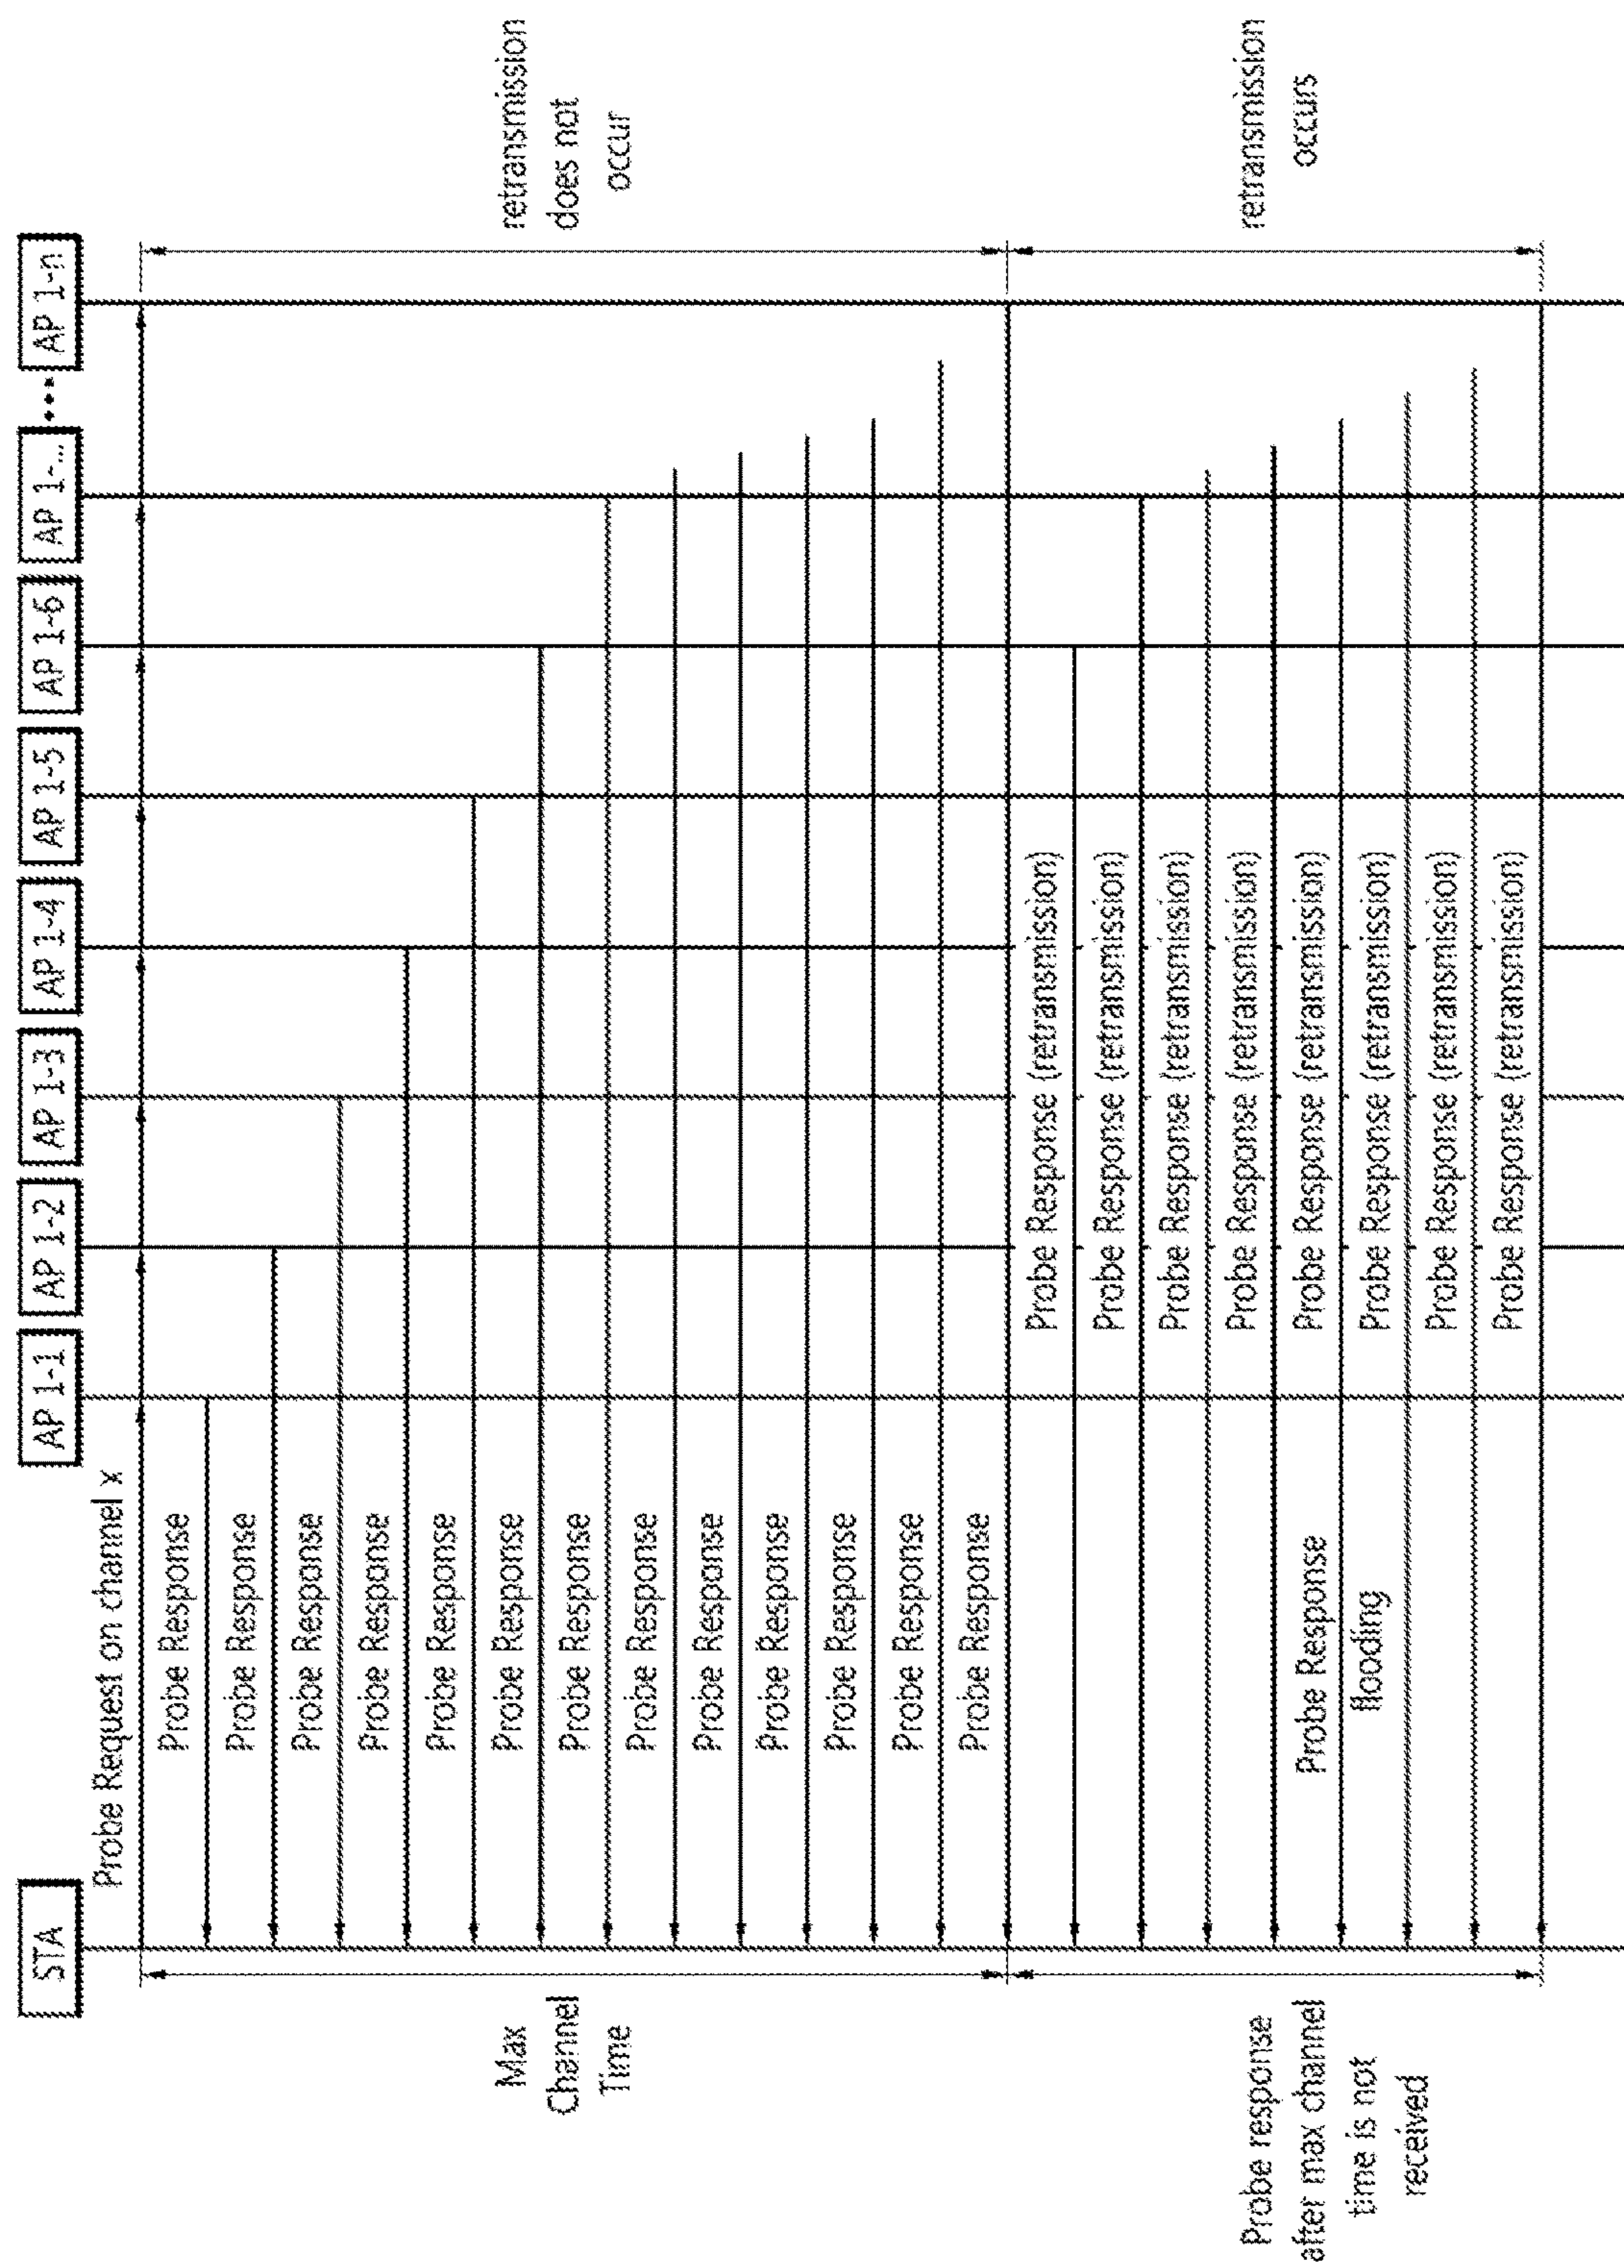 STA
AP 1-1
AP 1-2
AP 1-3
AP 1-4
AP 1-5
AP 1-6
AP 1-...
•••
AP 1-n
Probe Request on channel x
Probe Response
Probe Response
Probe Response
Probe Response
Probe Response
Probe Response
Probe Response
Probe Response
Probe Response
Probe Response
Probe Response
Probe Response
Probe Response
Max
Channel
Time
retransmission
does not
occur
Probe Response (retransmission)
Probe Response (retransmission)
Probe Response (retransmission)
Probe Response (retransmission)
Probe Response (retransmission)
Probe Response (retransmission)
Probe Response (retransmission)
Probe Response (retransmission)
Probe Response
flooding
Probe response
after max channel
time is not
received
retransmission
occurs